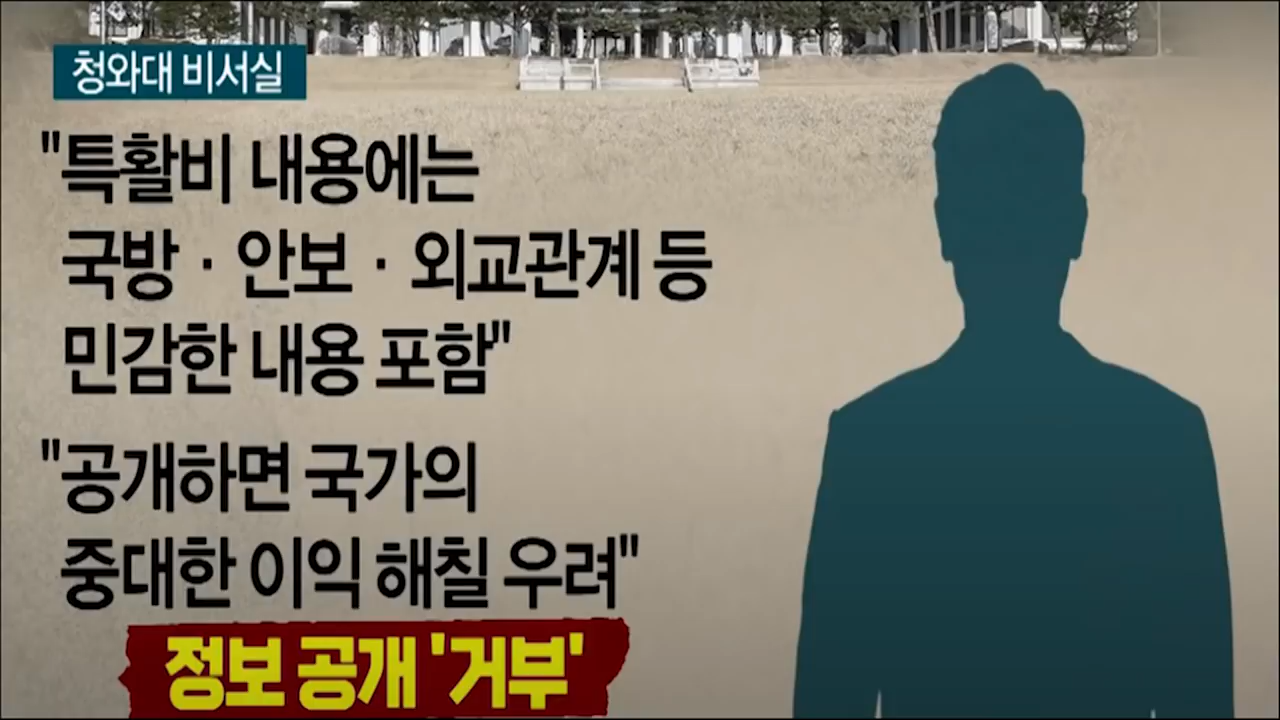 청와대 비서실
"특활비 내용에는
국방 · 안보 · 외교관계 등
민감한 내용 포함"
"공개하면 국가의
중대한 이익 해칠 우려"
정보 공개 '거부'